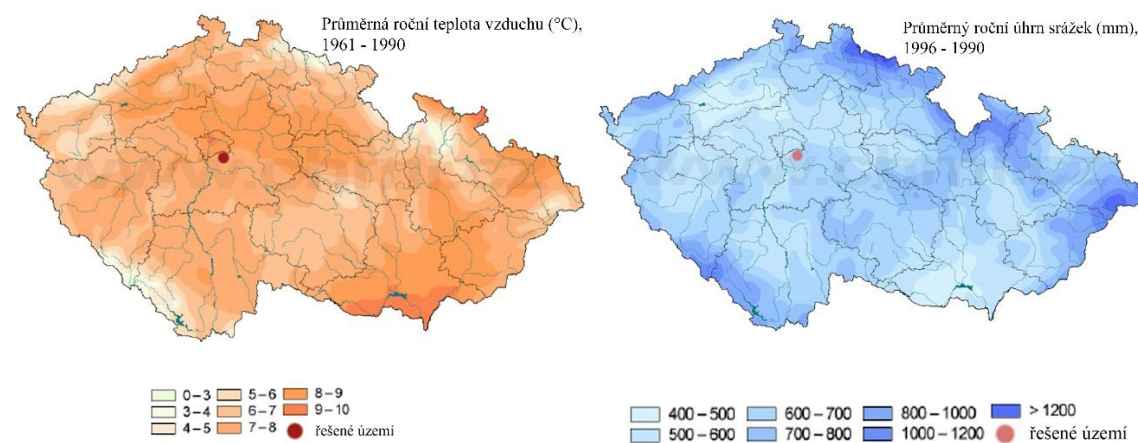 Průměrná roční teplota vzduchu (°C),
1961 - 1990
0 – 3
3 – 4
4 – 5
5 – 6
6 – 7
7 – 8
8 – 9
9 – 10
řešené území
Průměrný roční úhrn srážek (mm),
1996 - 1990
400 – 500
500 – 600
600 – 700
700 – 800
800 – 1000
1000 – 1200
> 1200
řešené území